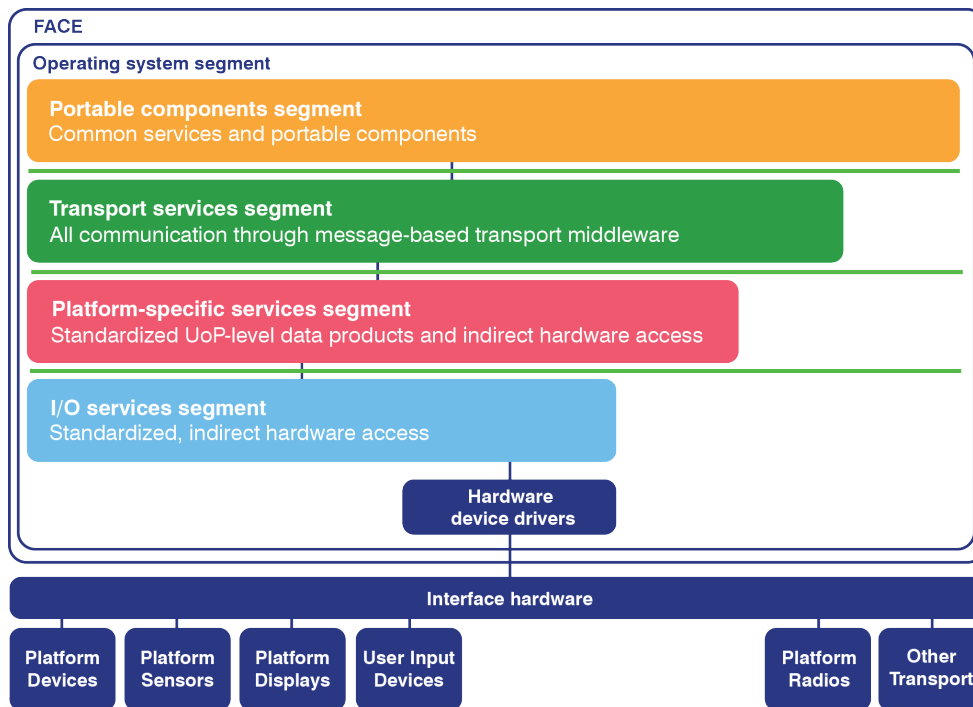 FACE
Operating system segment
Portable components segment
Common services and portable components
Transport services segment
All communication through message-based transport middleware
Platform-specific services segment
Standardized UoP-level data products and indirect hardware access
I/O services segment
Standardized, indirect hardware access
Hardware
device drivers
Interface hardware
Platform
Devices
Platform
Sensors
Platform
Displays
User Input
Devices
Platform
Radios
Other
Transport